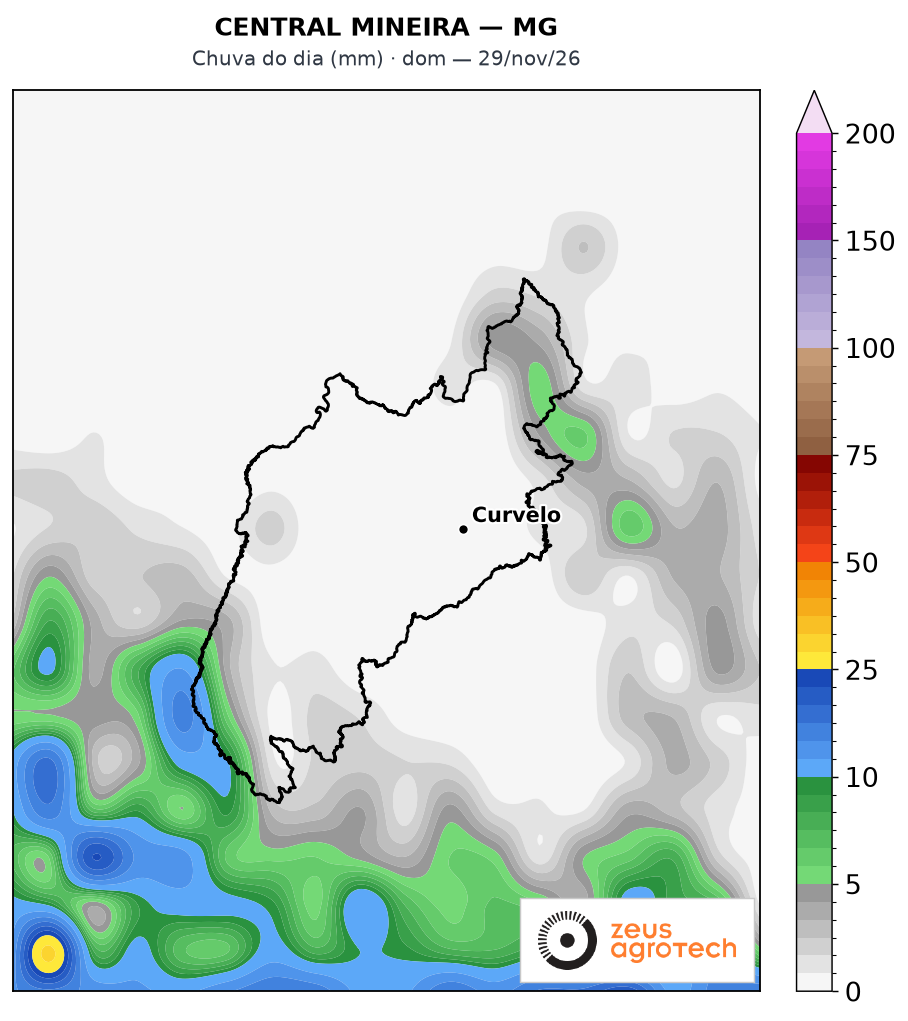 CENTRAL MINEIRA — MG
Chuva do dia (mm) · dom — 29/nov/26
200
150
100
75
50
25
10
5
0
Curvelo
zeus
agrotech